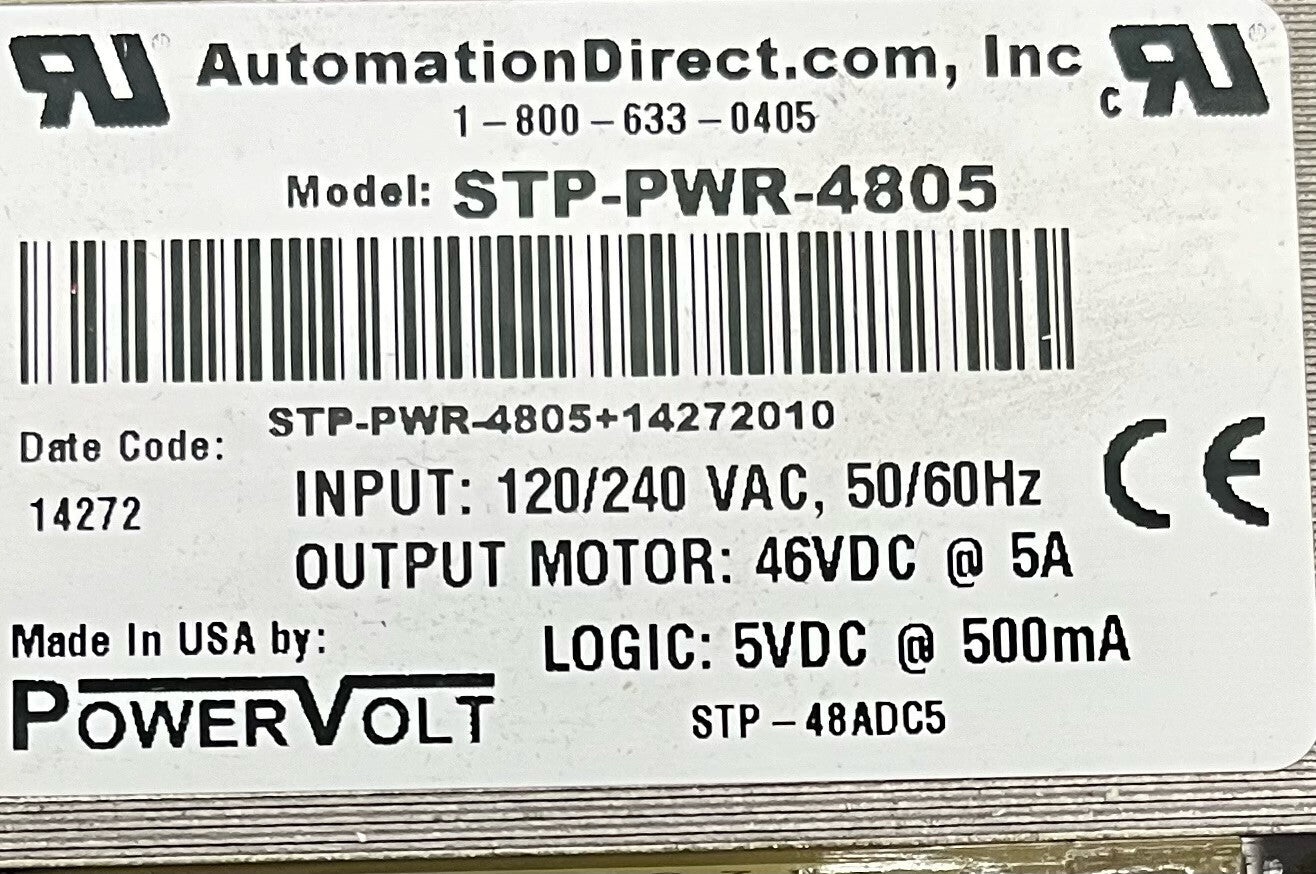 AutomationDirect.com, Inc
1-800-633-0405
Model: STP-PWR-4805
STP-PWR-4805+14272010
Date Code:
14272
INPUT: 120/240 VAC, 50/60Hz
OUTPUT MOTOR: 46VDC @ 5A
LOGIC: 5VDC @ 500mA
Made In USA by:
POWERVOLT
STP-48ADC5